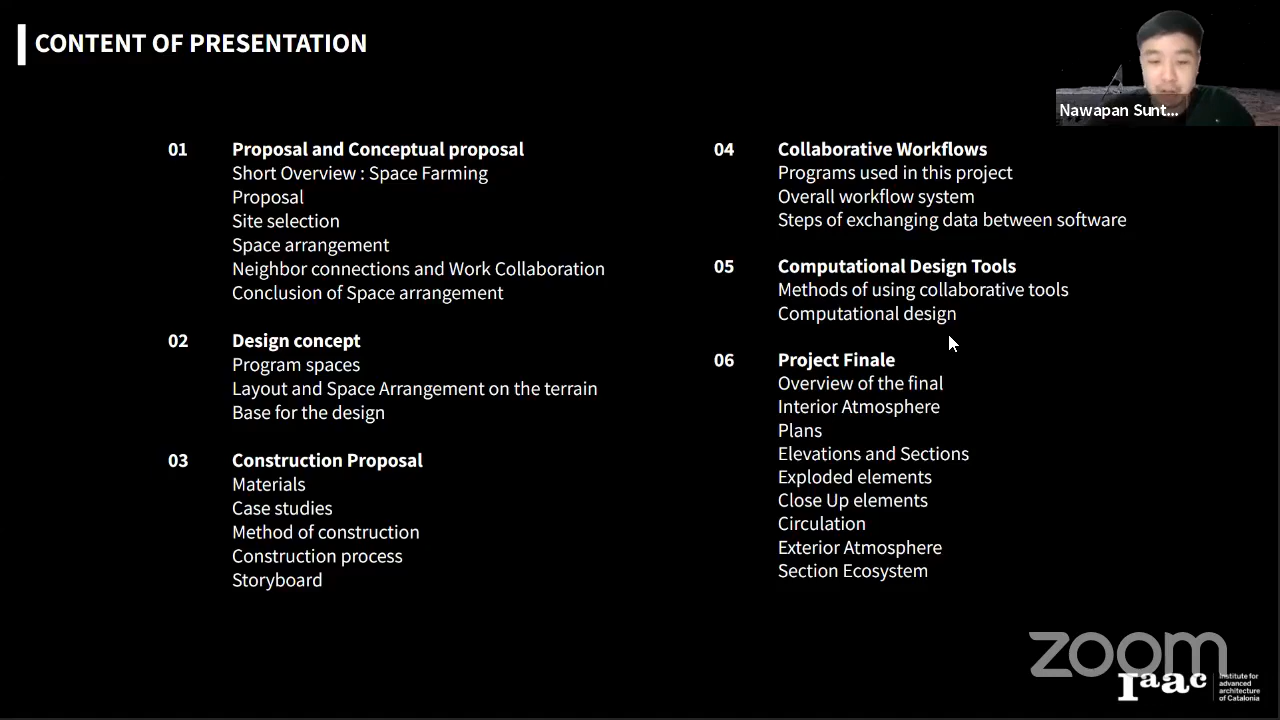 CONTENT OF PRESENTATION
Nawapan Sunt...
01 Proposal and Conceptual proposal
Short Overview : Space Farming
Proposal
Site selection
Space arrangement
Neighbor connections and Work Collaboration
Conclusion of Space arrangement
02 Design concept
Program spaces
Layout and Space Arrangement on the terrain
Base for the design
03 Construction Proposal
Materials
Case studies
Method of construction
Construction process
Storyboard
04 Collaborative Workflows
Programs used in this project
Overall workflow system
Steps of exchanging data between software
05 Computational Design Tools
Methods of using collaborative tools
Computational design
06 Project Finale
Overview of the final
Interior Atmosphere
Plans
Elevations and Sections
Exploded elements
Close Up elements
Circulation
Exterior Atmosphere
Section Ecosystem
zoom
Iaac
Institute for
advanced
architecture
of Catalonia